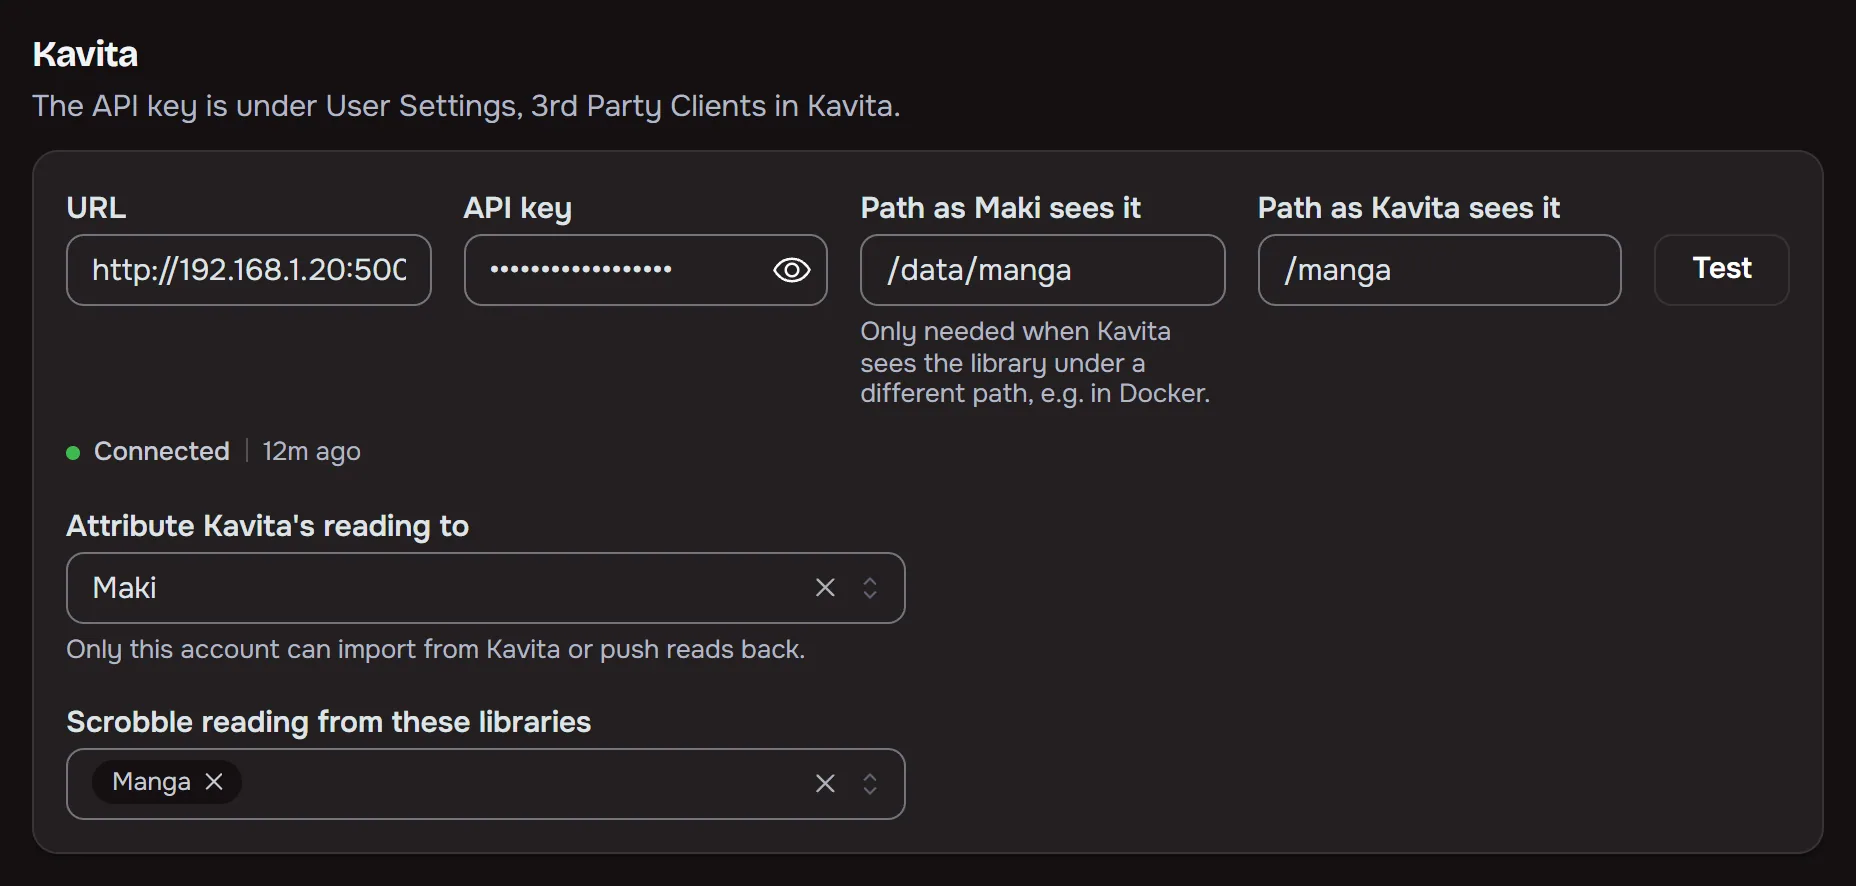 Kavita
The API key is under User Settings, 3rd Party Clients in Kavita.
URL
API key
Path as Maki sees it
Path as Kavita sees it
http://192.168.1.20:500
••••••••••••••••••
/data/manga
/manga
Test
Only needed when Kavita
sees the library under a
different path, e.g. in Docker.
Connected
12m ago
Attribute Kavita's reading to
Maki
Only this account can import from Kavita or push reads back.
Scrobble reading from these libraries
Manga